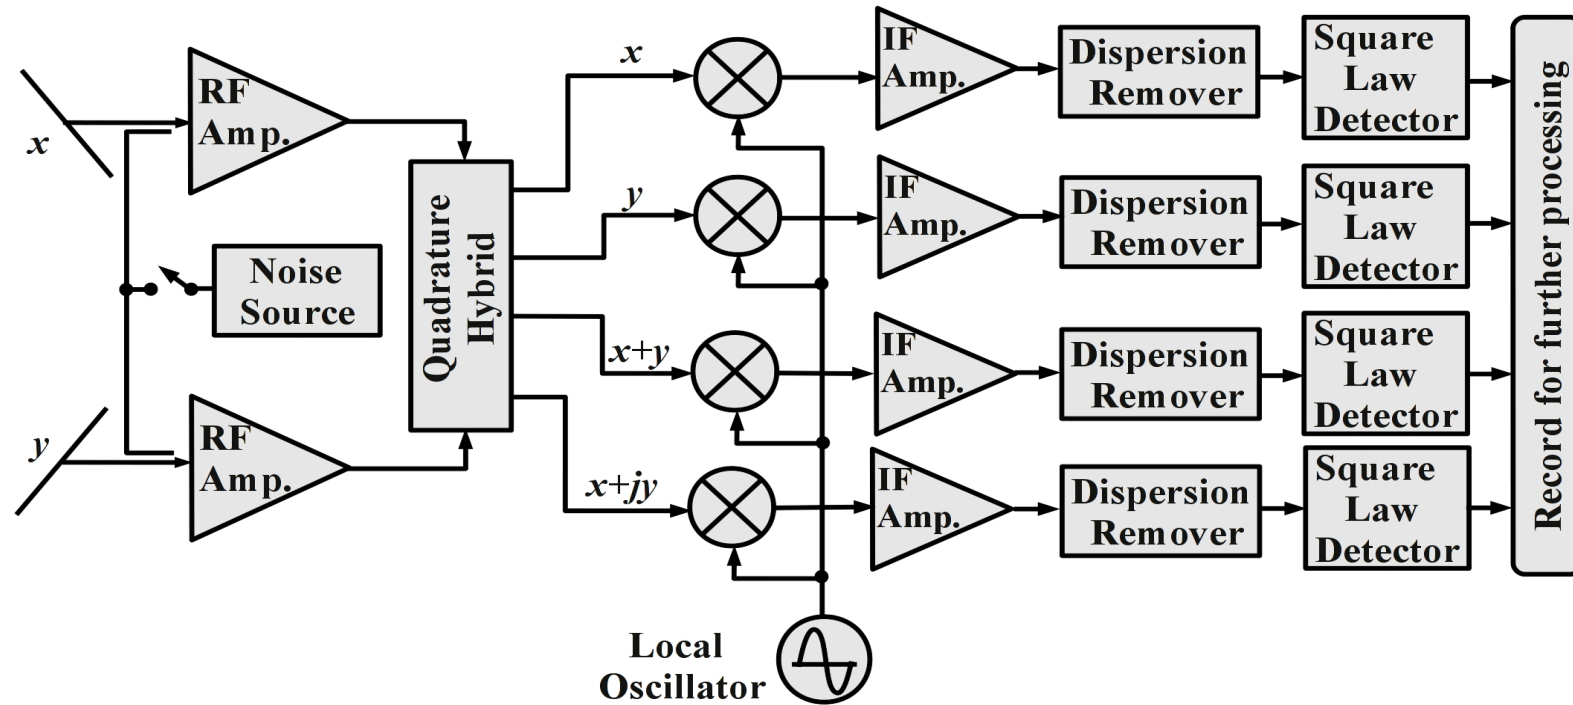 x
RF
Amp.
Noise
Source
y
RF
Amp.
Quadrature
Hybrid
x
y
x+y
x+jy
Local
Oscillator
IF
Amp.
Dispersion
Remover
Square
Law
Detector
IF
Amp.
Dispersion
Remover
Square
Law
Detector
IF
Amp.
Dispersion
Remover
Square
Law
Detector
IF
Amp.
Dispersion
Remover
Square
Law
Detector
Record for further processing